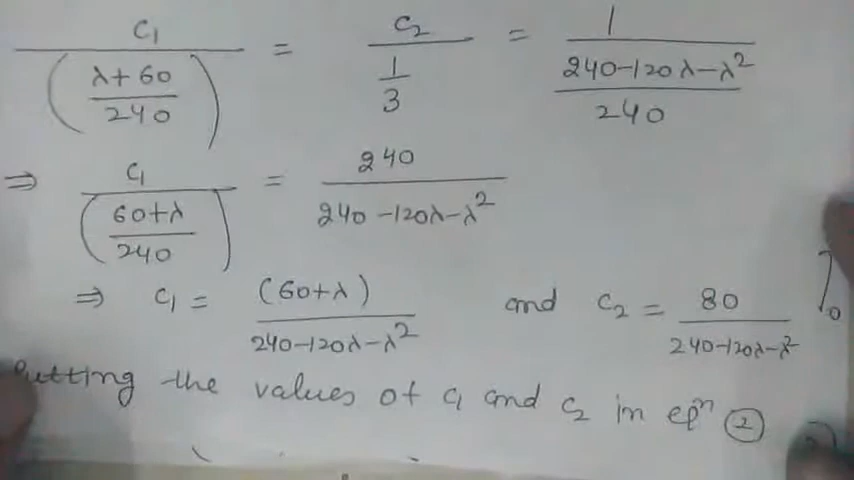 c₁ / ((λ+60)/240) = c₂ / (1/3) = 1 / ((240-120λ-λ²)/240)
⇒ c₁ / ((60+λ)/240) = 240 / (240-120λ-λ²)
⇒ c₁ = (60+λ) / (240-120λ-λ²) and c₂ = 80 / (240-120λ-λ²)
Putting the values of c₁ and c₂ in eqⁿ ②